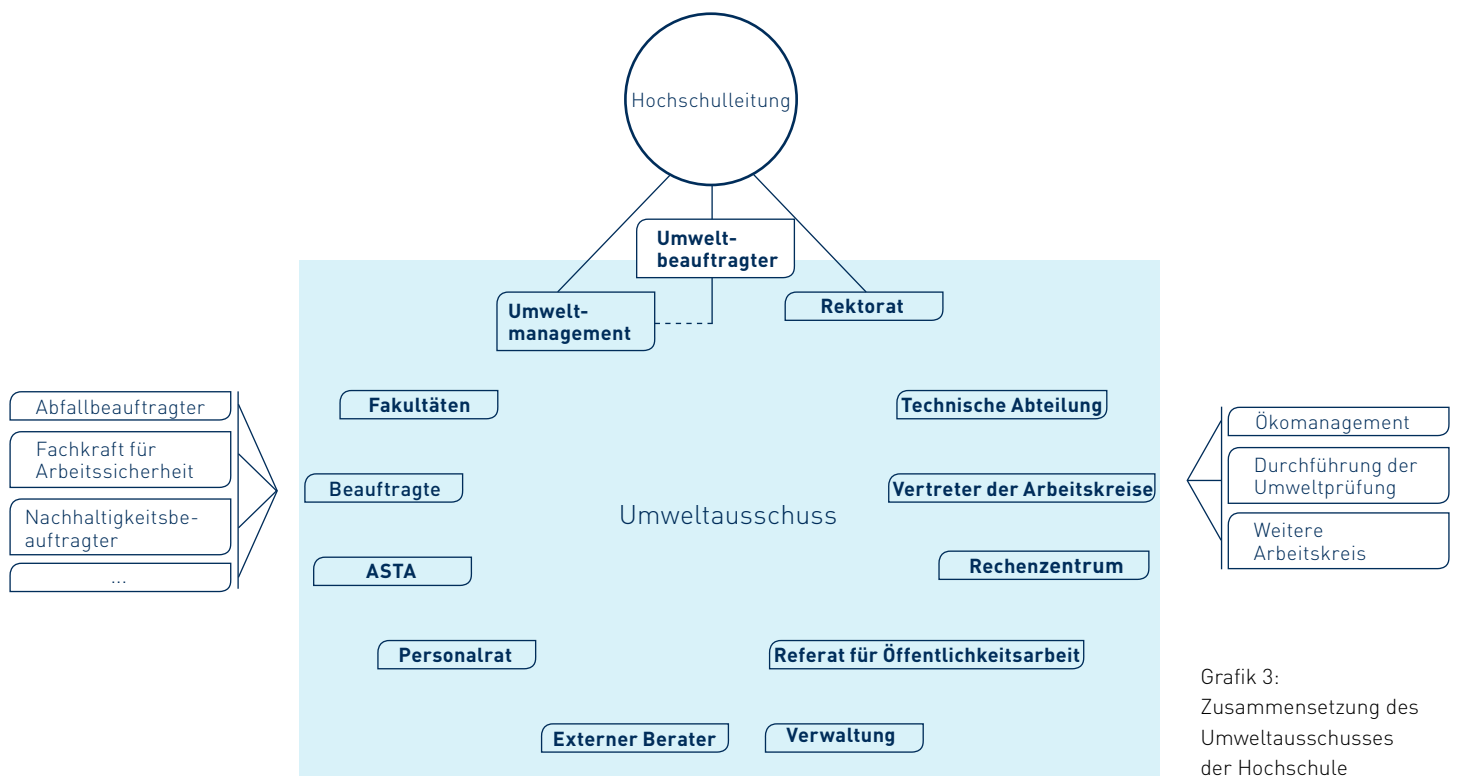 Hochschulleitung
Umwelt-
beauftragter
Umwelt-
management
Rektorat
Fakultäten
Technische Abteilung
Abfallbeauftragter
Fachkraft für
Arbeitssicherheit
Nachhaltigkeitsbe-
auftragter
...
Beauftragte
Vertreter der Arbeitskreise
Ökomanagement
Durchführung der
Umweltprüfung
Weitere
Arbeitskreis
Umweltausschuss
ASTA
Rechenzentrum
Personalrat
Referat für Öffentlichkeitsarbeit
Externer Berater
Verwaltung
Grafik 3:
Zusammensetzung des
Umweltausschusses
der Hochschule